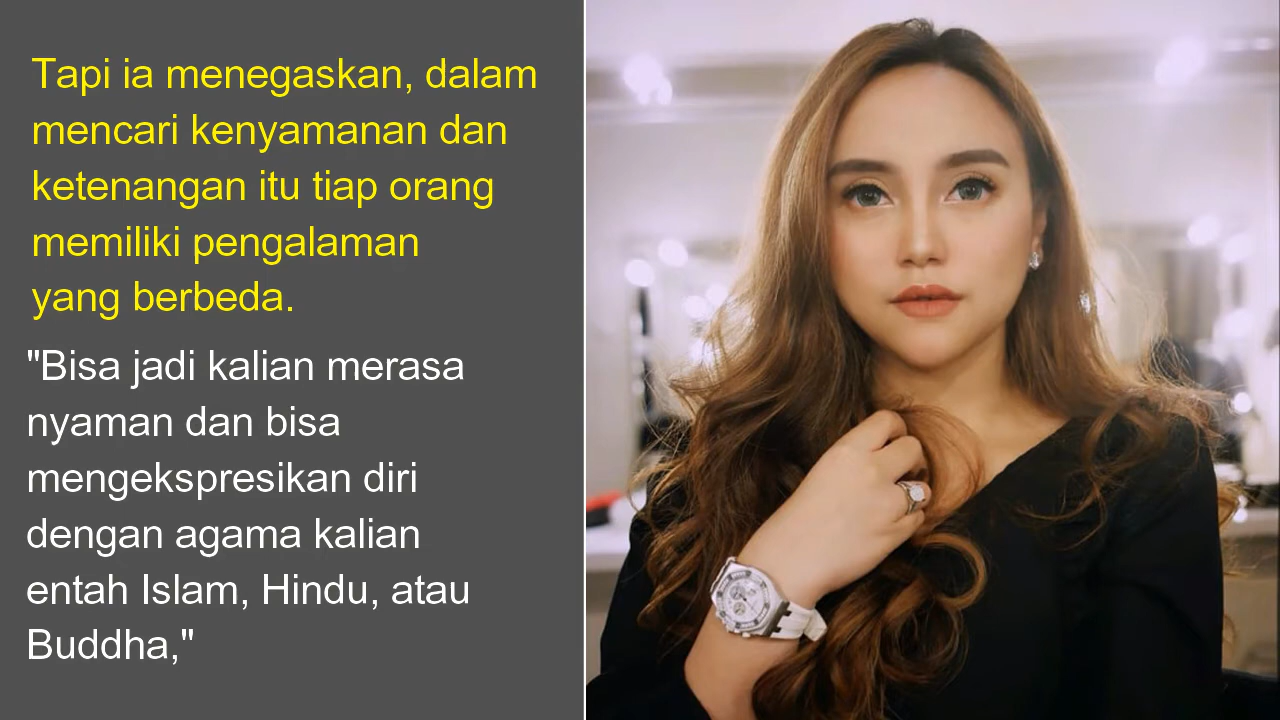 Tapi ia menegaskan, dalam
mencari kenyamanan dan
ketenangan itu tiap orang
memiliki pengalaman
yang berbeda.
"Bisa jadi kalian merasa
nyaman dan bisa
mengekspresikan diri
dengan agama kalian
entah Islam, Hindu, atau
Buddha,"